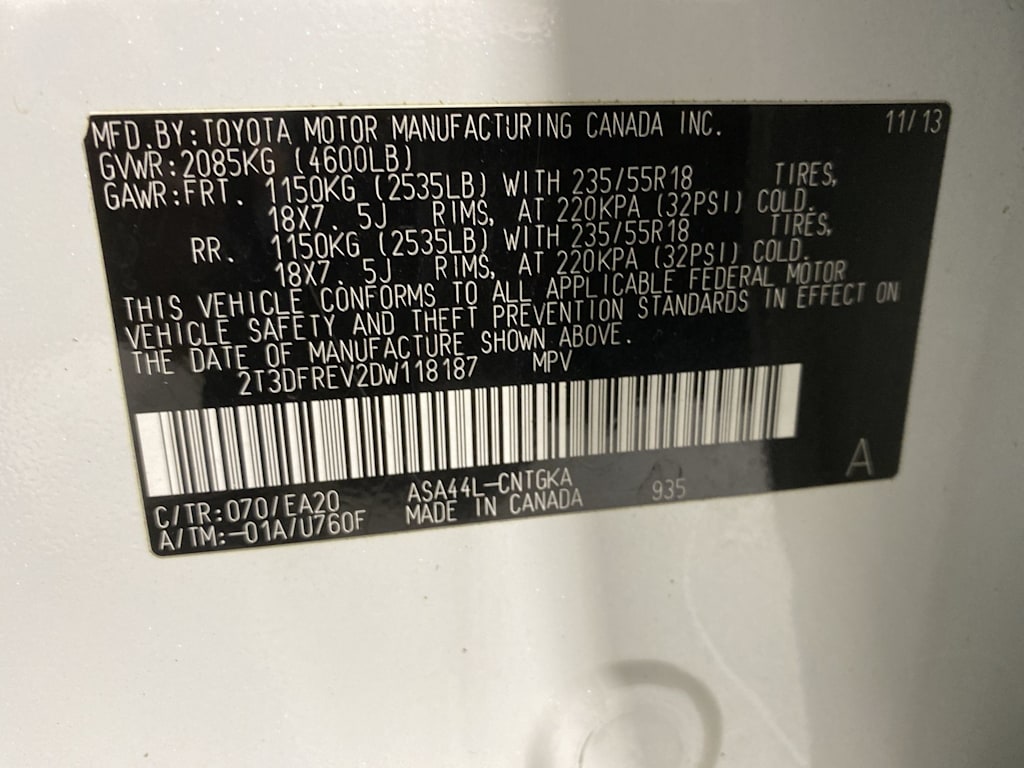 MFD.BY:TOYOTA MOTOR MANUFACTURING CANADA INC. 11/13
GVWR:2085KG (4600LB)
GAWR:FRT. 1150KG (2535LB) WITH 235/55R18 TIRES,
18X7.5J RIMS, AT 220KPA (32PSI) COLD.
RR. 1150KG (2535LB) WITH 235/55R18 TIRES,
18X7.5J RIMS, AT 220KPA (32PSI) COLD.
THIS VEHICLE CONFORMS TO ALL APPLICABLE FEDERAL MOTOR
VEHICLE SAFETY AND THEFT PREVENTION STANDARDS IN EFFECT ON
THE DATE OF MANUFACTURE SHOWN ABOVE.
2T3DFREV2DW118187 MPV
C/TR:070/EA20 ASA44L-CNTGKA 935 A
A/TM:-01A/U760F MADE IN CANADA